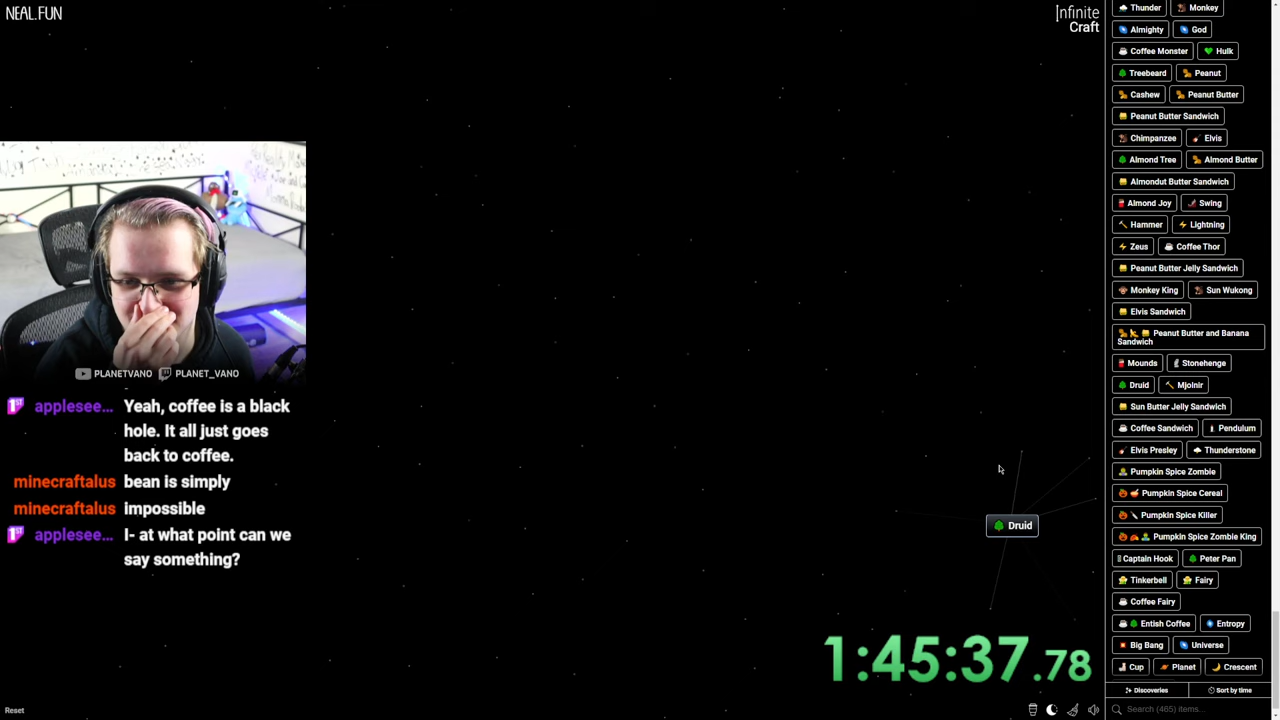 NEAL.FUN
Infinite
Craft
PLANETVANO PLANET_VANO
applesee... Yeah, coffee is a black
hole. It all just goes
back to coffee.
minecraftalus bean is simply
minecraftalus impossible
applesee... I- at what point can we
say something?
Druid
1:45:37.78
Reset
Thunder Monkey
Almighty God
Coffee Monster Hulk
Treebeard Peanut
Cashew Peanut Butter
Peanut Butter Sandwich
Chimpanzee Elvis
Almond Tree Almond Butter
Almondut Butter Sandwich
Almond Joy Swing
Hammer Lightning
Zeus Coffee Thor
Peanut Butter Jelly Sandwich
Monkey King Sun Wukong
Elvis Sandwich
Peanut Butter and Banana
Sandwich
Mounds Stonehenge
Druid Mjolnir
Sun Butter Jelly Sandwich
Coffee Sandwich Pendulum
Elvis Presley Thunderstone
Pumpkin Spice Zombie
Pumpkin Spice Cereal
Pumpkin Spice Killer
Pumpkin Spice Zombie King
Captain Hook Peter Pan
Tinkerbell Fairy
Coffee Fairy
Entish Coffee Entropy
Big Bang Universe
Cup Planet Crescent
Discoveries Sort by time
Search (465) items...